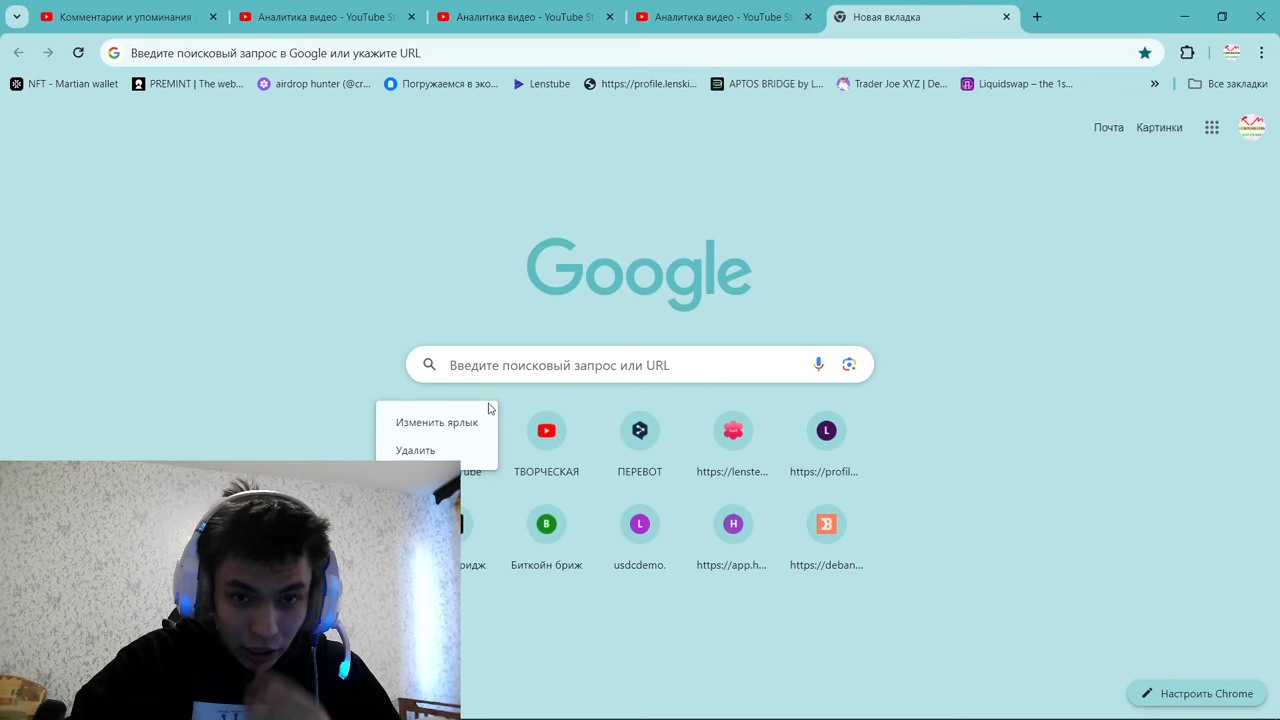 Комментарии и упоминания -
Аналитика видео - YouTube St
Аналитика видео - YouTube St
Аналитика видео - YouTube St
Новая вкладка
Введите поисковый запрос в Google или укажите URL
NFT - Martian wallet
PREMINT | The web...
airdrop hunter (@cr...
Погружаемся в эко...
Lenstube
https://profile.lenski...
APTOS BRIDGE by L...
Trader Joe XYZ | De...
Liquidswap – the 1s...
Все закладки
Почта
Картинки
Google
Введите поисковый запрос или URL
Изменить ярлык
Удалить
ube
ТВОРЧЕСКАЯ
ПЕРЕВОТ
https://lenste...
L
https://profil...
ридж
B
Биткойн бриж
L
usdcdemo.
H
https://app.h...
https://deban...
Настроить Chrome